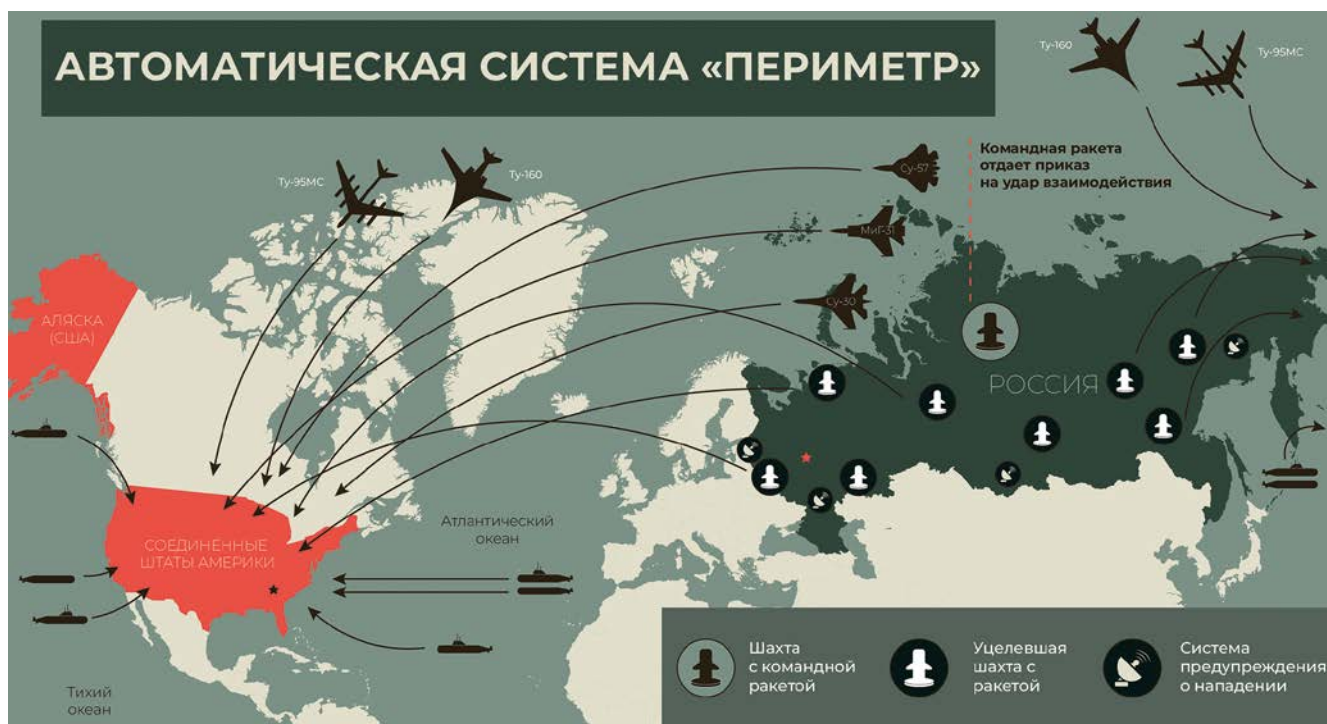 АВТОМАТИЧЕСКАЯ СИСТЕМА «ПЕРИМЕТР»
Ту-160
Ту-95МС
Ту-95МС
Ту-160
Су-57
Командная ракета
отдает приказ
на удар взаимодействия
МиГ-31
Су-30
АЛЯСКА
(США)
РОССИЯ
Атлантический
океан
СОЕДИНЁННЫЕ
ШТАТЫ АМЕРИКИ
Тихий
океан
Шахта
с командной
ракетой
Уцелевшая
шахта с
ракетой
Система
предупреждения
о нападении